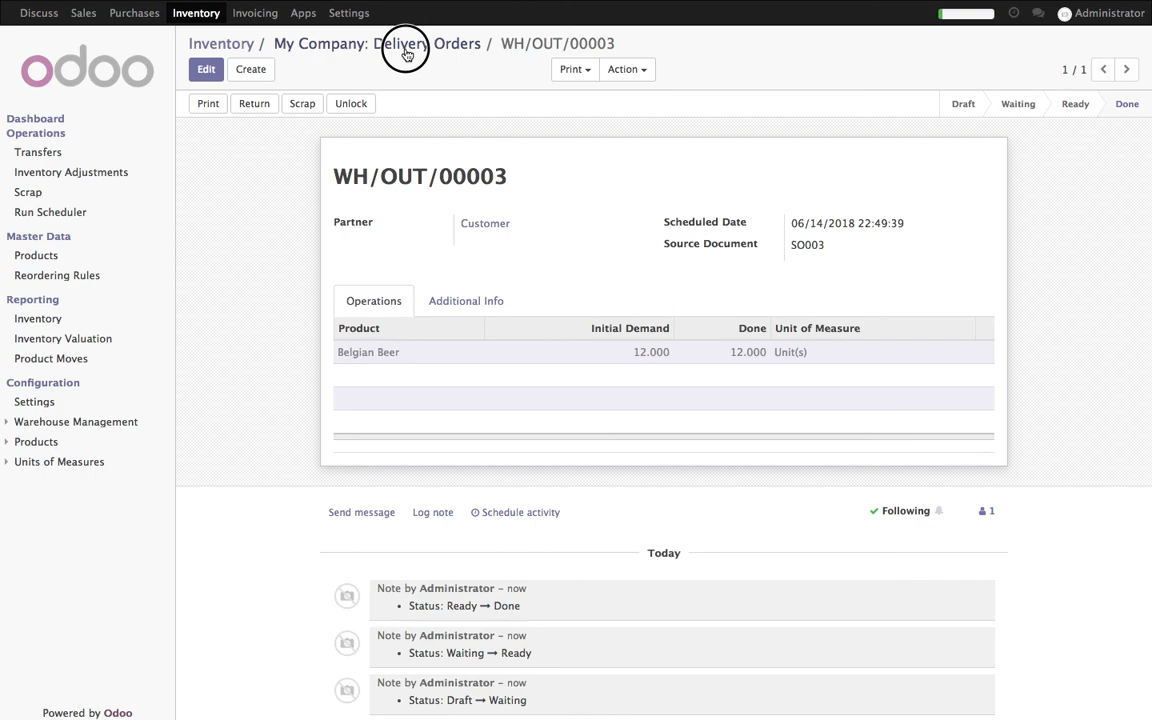 Discuss Sales Purchases Inventory Invoicing Apps Settings Administrator
odoo
Dashboard
Operations
Transfers
Inventory Adjustments
Scrap
Run Scheduler
Master Data
Products
Reordering Rules
Reporting
Inventory
Inventory Valuation
Product Moves
Configuration
Settings
Warehouse Management
Products
Units of Measures
Powered by Odoo
Inventory / My Company: Delivery Orders / WH/OUT/00003
Edit Create Print Action 1 / 1
Print Return Scrap Unlock Draft Waiting Ready Done
WH/OUT/00003
Partner Customer Scheduled Date 06/14/2018 22:49:39
Source Document SO003
Operations Additional Info
Product Initial Demand Done Unit of Measure
Belgian Beer 12.000 12.000 Unit(s)
Send message Log note Schedule activity Following 1
Today
Note by Administrator – now
• Status: Ready → Done
Note by Administrator – now
• Status: Waiting → Ready
Note by Administrator – now
• Status: Draft → Waiting